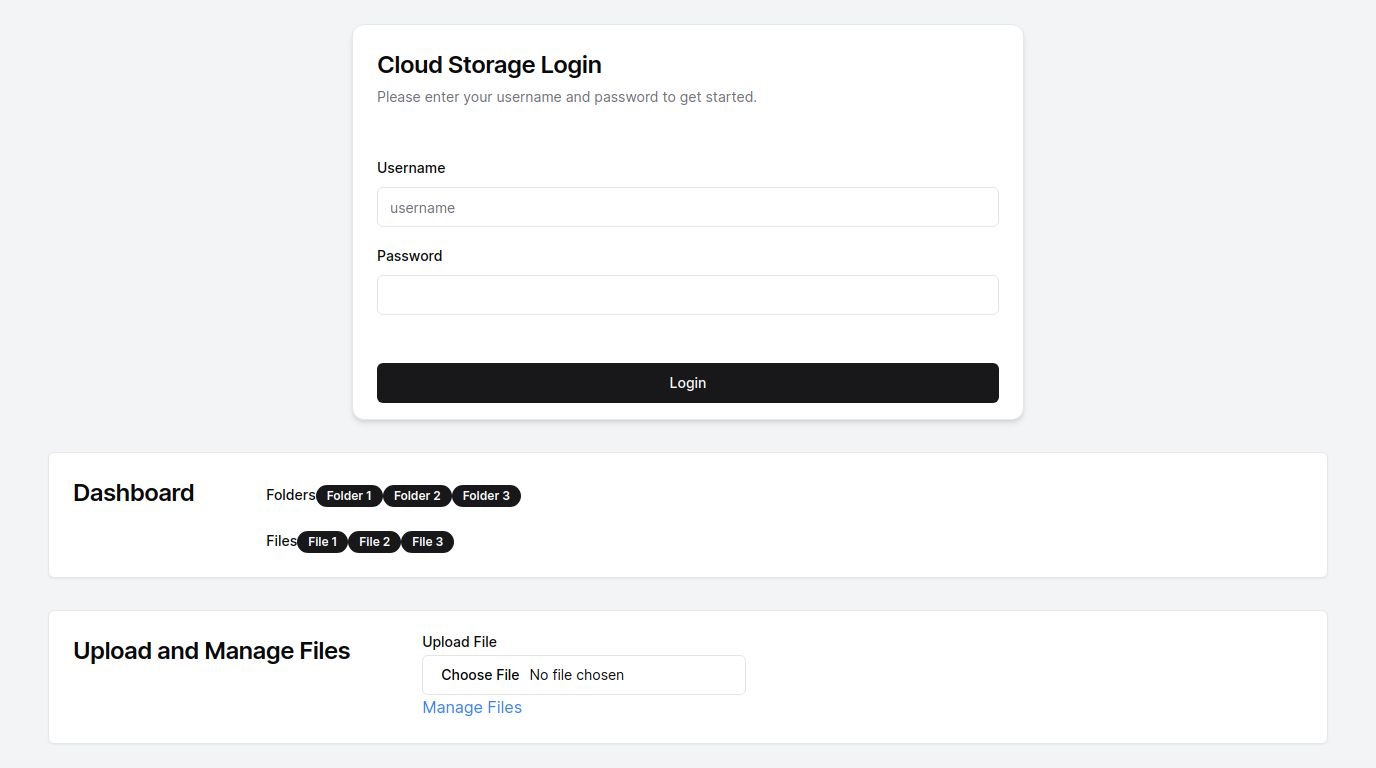 Cloud Storage Login
Please enter your username and password to get started.
Username
username
Password
Login
Dashboard
Folders Folder 1 Folder 2 Folder 3
Files File 1 File 2 File 3
Upload and Manage Files
Upload File
Choose File No file chosen
Manage Files